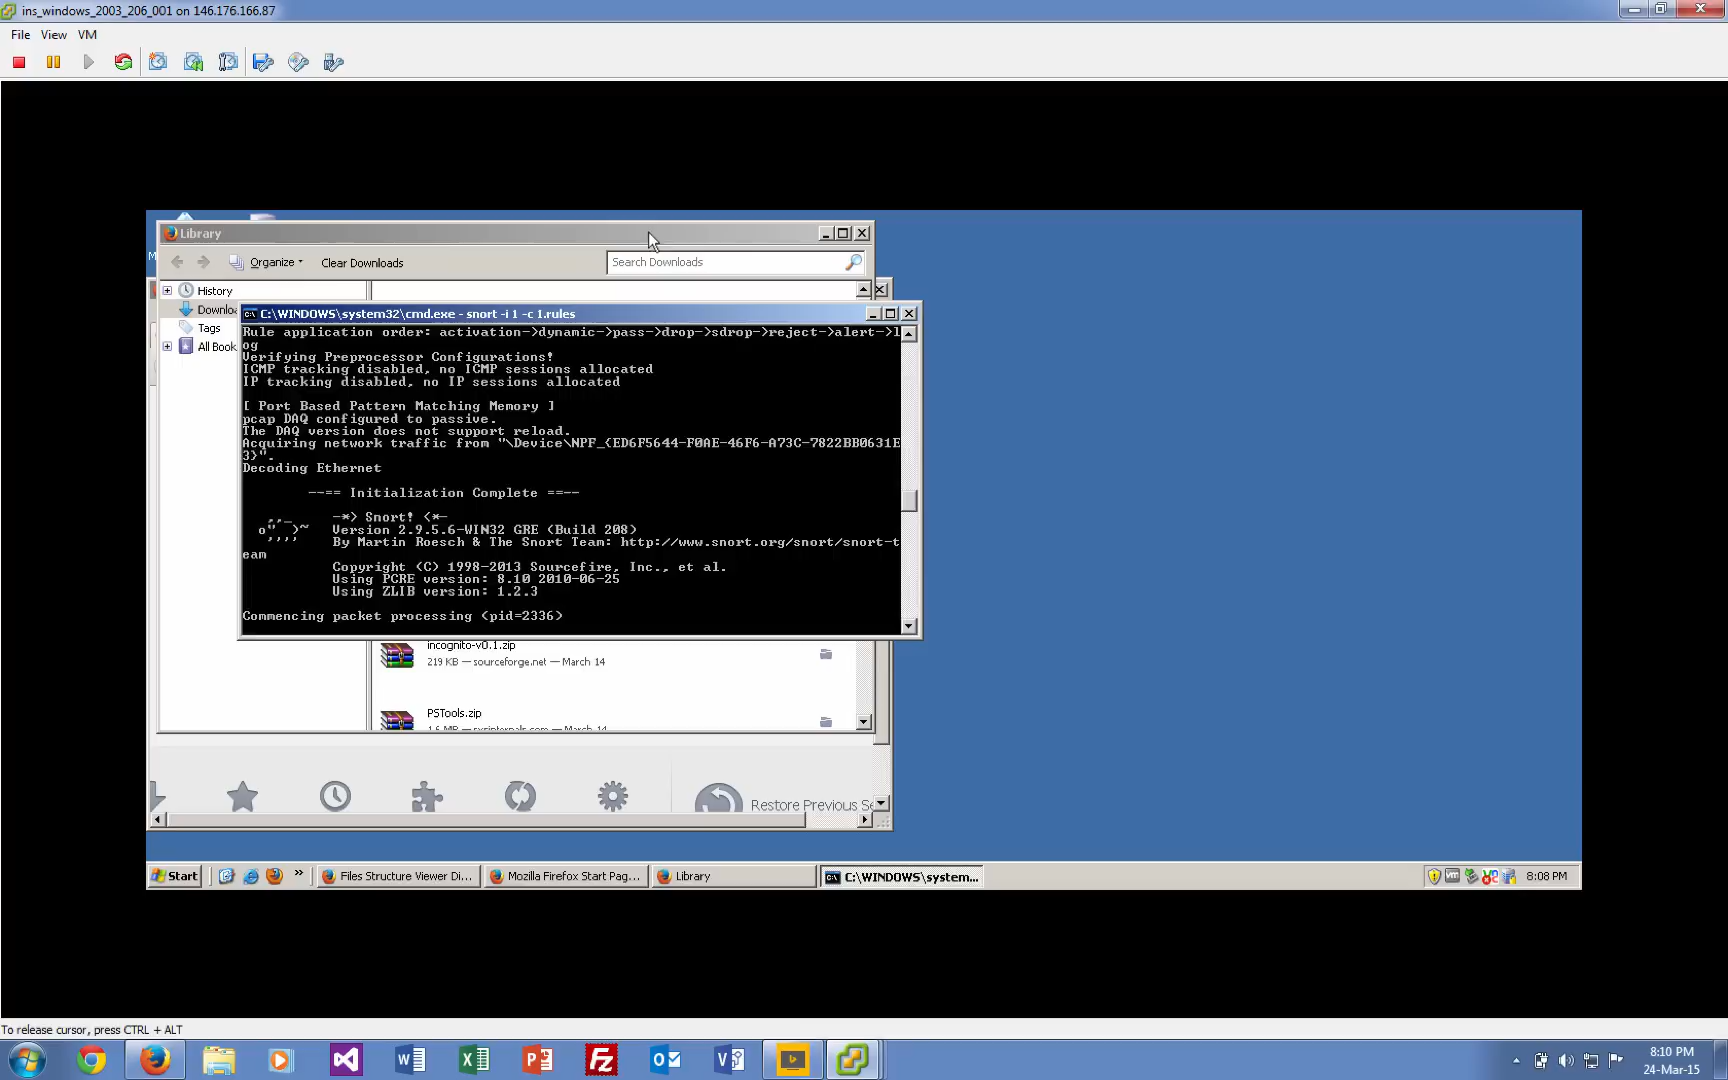 ins_windows_2003_206_001 on 146.176.166.87
File View VM
Library
Organize
Clear Downloads
Search Downloads
History
Downloa
Tags
All Book
C:\WINDOWS\system32\cmd.exe - snort -i 1 -c 1.rules
Rule application order: activation->dynamic->pass->drop->sdrop->reject->alert->l
og
Verifying Preprocessor Configurations!
ICMP tracking disabled, no ICMP sessions allocated
IP tracking disabled, no IP sessions allocated
[ Port Based Pattern Matching Memory ]
pcap DAQ configured to passive.
The DAQ version does not support reload.
Acquiring network traffic from "\Device\NPF_{ED6F5644-F0AE-46F6-A73C-7822BB0631E
3}".
Decoding Ethernet
--== Initialization Complete ==--
,,_ -*> Snort! <*-
o"  )~ Version 2.9.5.6-WIN32 GRE (Build 208)
'''' By Martin Roesch & The Snort Team: http://www.snort.org/snort/snort-t
eam
Copyright (C) 1998-2013 Sourcefire, Inc., et al.
Using PCRE version: 8.10 2010-06-25
Using ZLIB version: 1.2.3
Commencing packet processing (pid=2336)
incognito-v0.1.zip
219 KB — sourceforge.net — March 14
PSTools.zip
1.6 MB — sysinternals.com — March 14
Restore Previous Se
Start
Files Structure Viewer Di...
Mozilla Firefox Start Pag...
Library
C:\WINDOWS\system...
8:08 PM
To release cursor, press CTRL + ALT
8:10 PM
24-Mar-15